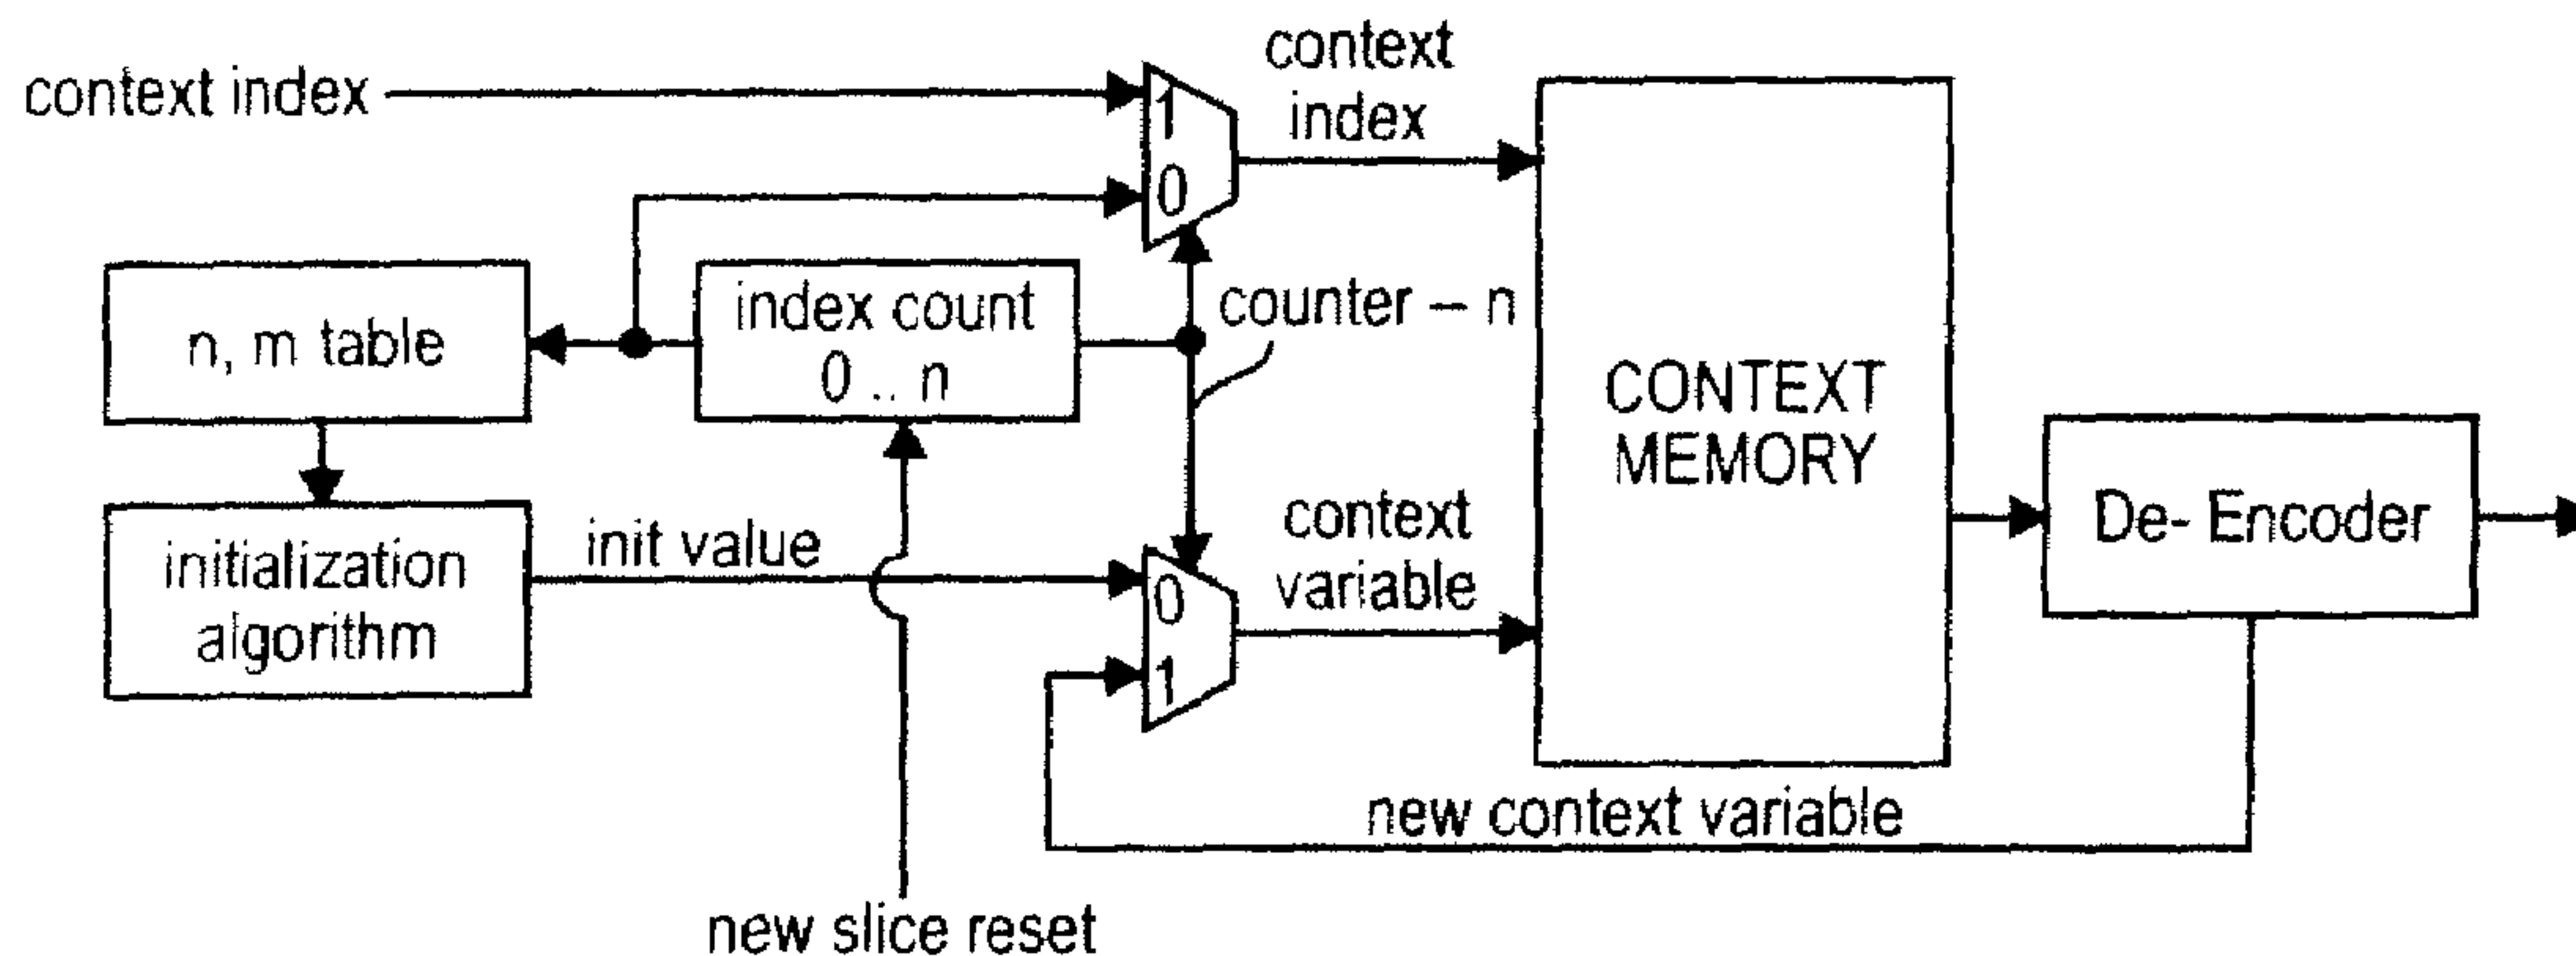 context index
1
0
context
index
n, m table
index count
0 .. n
counter – n
CONTEXT
MEMORY
initialization
algorithm
init value
0
1
context
variable
De- Encoder
new context variable
new slice reset